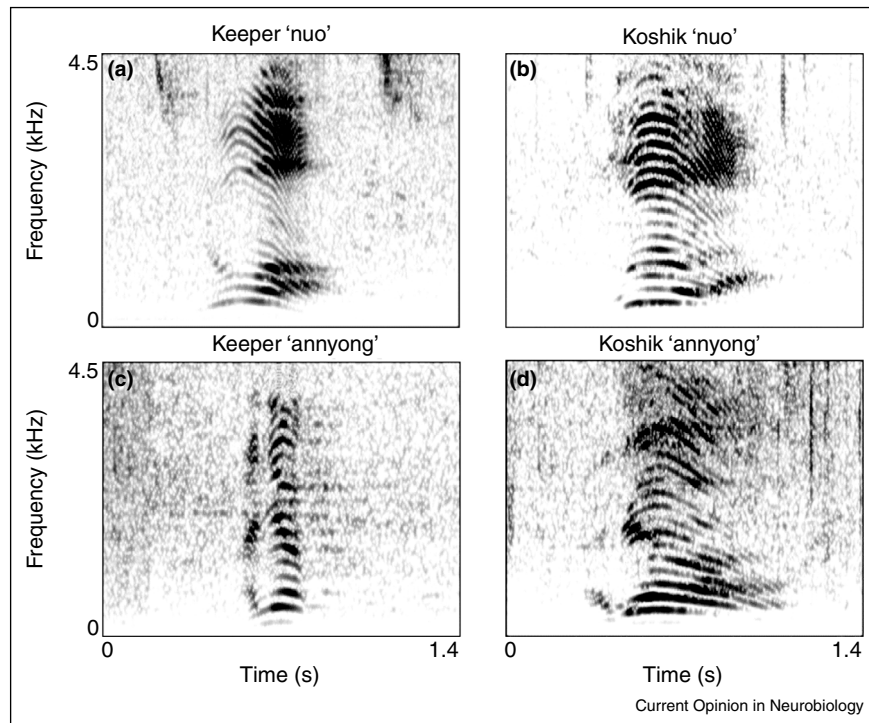 Keeper ‘nuo’
Koshik ‘nuo’
4.5
(a)
(b)
Frequency (kHz)
0
Keeper ‘annyong’
Koshik ‘annyong’
4.5
(c)
(d)
Frequency (kHz)
0
0
1.4
0
1.4
Time (s)
Time (s)
Current Opinion in Neurobiology